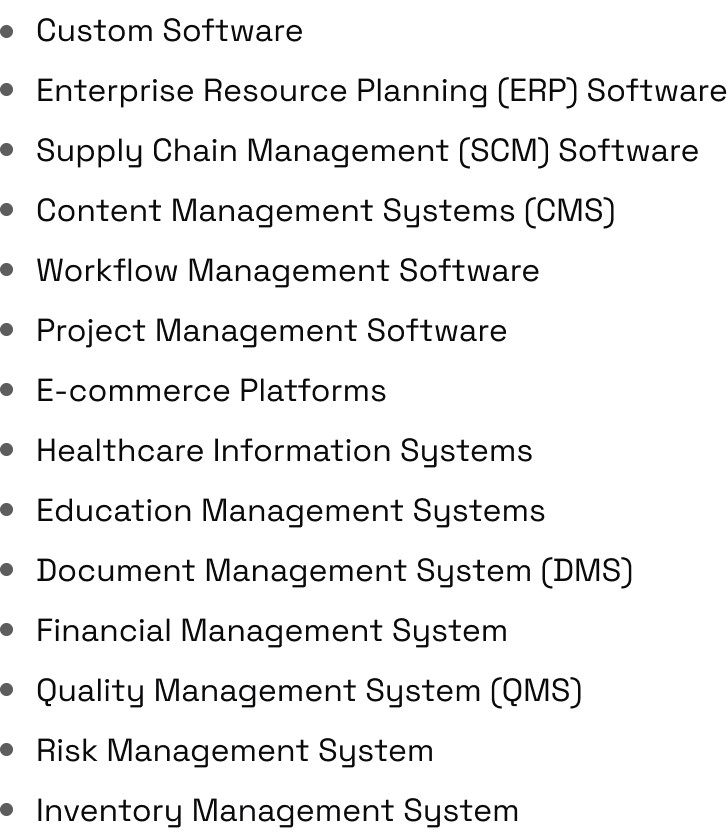 Custom Software
Enterprise Resource Planning (ERP) Software
Supply Chain Management (SCM) Software
Content Management Systems (CMS)
Workflow Management Software
Project Management Software
E-commerce Platforms
Healthcare Information Systems
Education Management Systems
Document Management System (DMS)
Financial Management System
Quality Management System (QMS)
Risk Management System
Inventory Management System